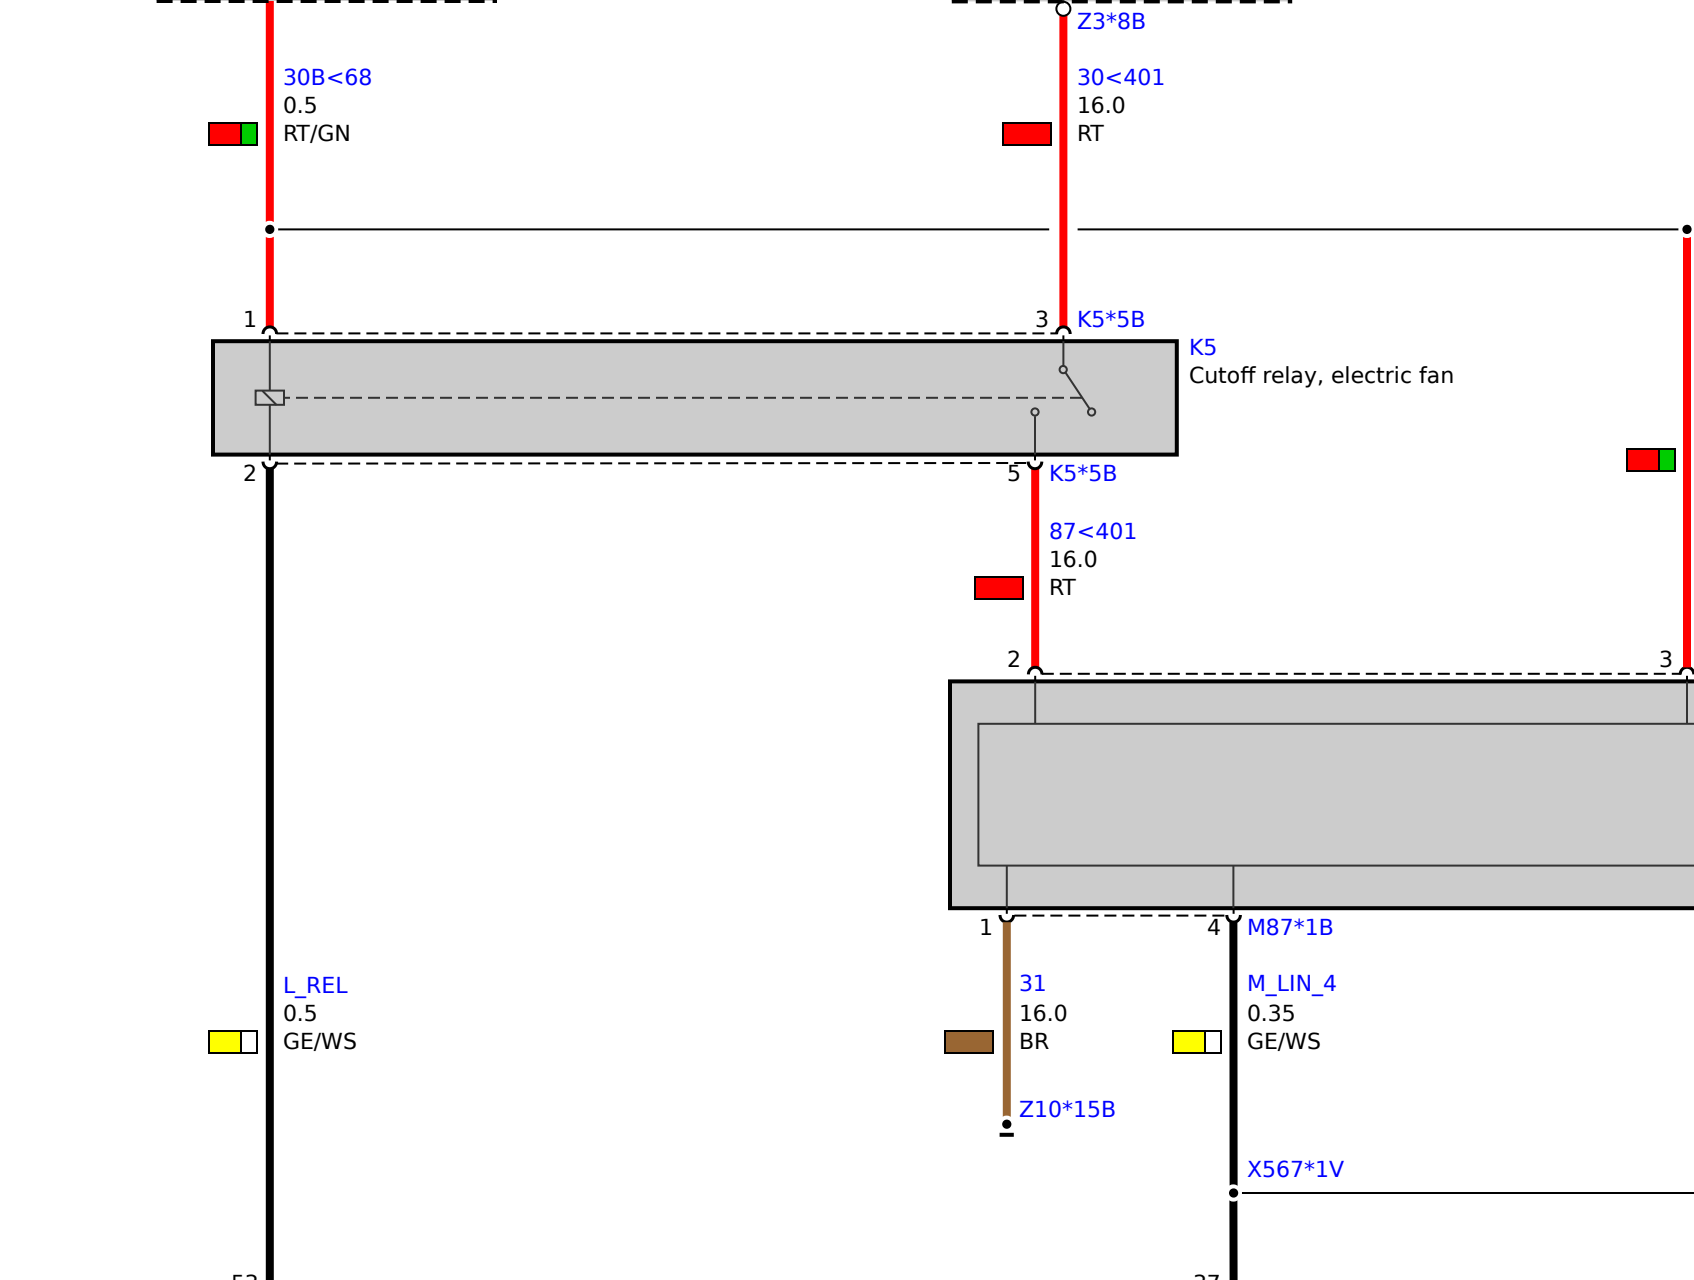 Z3*8B
30B<68
0.5
RT/GN
30<401
16.0
RT
1
3
K5*5B
K5
Cutoff relay, electric fan
2
5
K5*5B
87<401
16.0
RT
2
3
1
4
M87*1B
L_REL
0.5
GE/WS
31
16.0
BR
M_LIN_4
0.35
GE/WS
Z10*15B
X567*1V